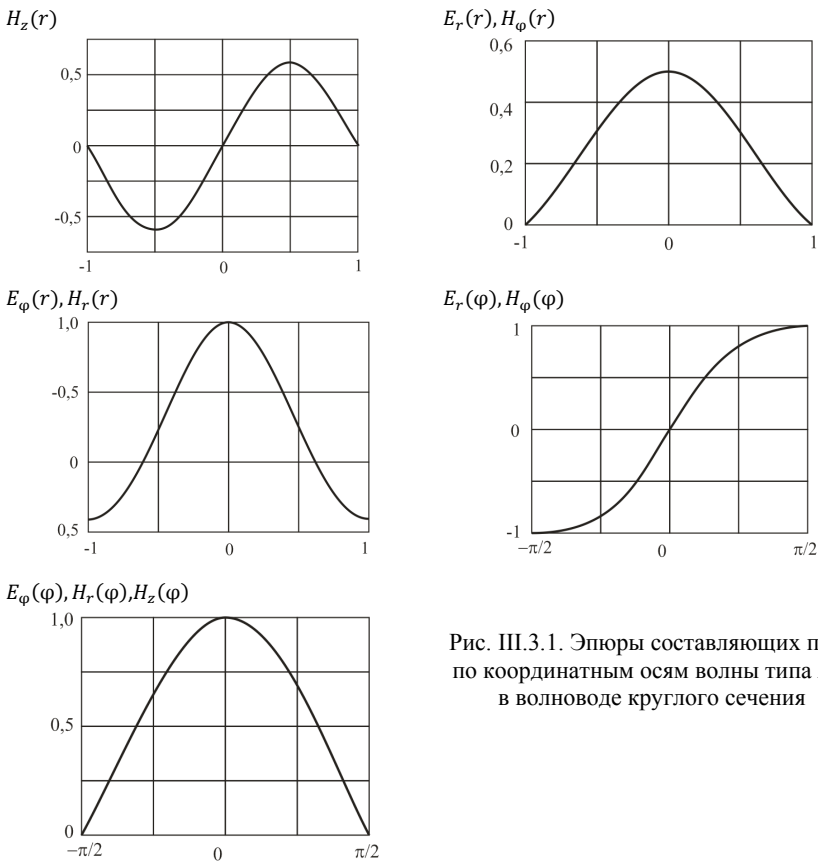 H_z(r)
0,5
0
-0,5
-1 0 1
E_r(r), H_φ(r)
0,6
0,4
0,2
0
-1 0 1
E_φ(r), H_r(r)
1,0
-0,5
0
0,5
-1 0 1
E_r(φ), H_φ(φ)
1
0
-1
−π/2 0 π/2
E_φ(φ), H_r(φ),H_z(φ)
1,0
0,5
0
−π/2 0 π/2
Рис. III.3.1. Эпюры составляющих п
по координатным осям волны типа
в волноводе круглого сечения